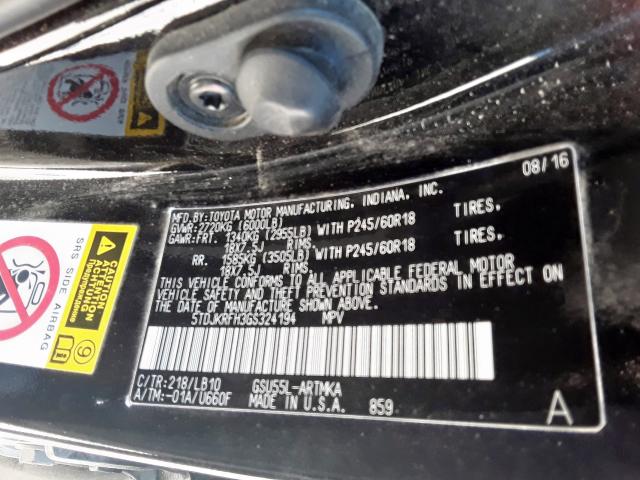 08/16
MFD.BY:TOYOTA MOTOR MANUFACTURING, INDIANA, INC.
GVWR:2720KG (6000LB)
GAWR:FRT. 1340KG (2955LB) WITH P245/60R18 TIRES.
18X7.5J RIMS.
RR. 1585KG (3505LB) WITH P245/60R18 TIRES.
18X7.5J RIMS
THIS VEHICLE CONFORMS TO ALL APPLICABLE FEDERAL MOTOR
VEHICLE SAFETY AND THEFT PREVENTION STANDARDS IN EFFECT ON
THE DATE OF MANUFACTURE SHOWN ABOVE.
5TDJKRFH3GS324194 MPV
C/TR:218/LB10 GSU55L-ARTMKA
A/TM:-01A/U660F MADE IN U.S.A. 859 A
SRS SIDE AIRBAG
CAUTION
ACTUNG
9